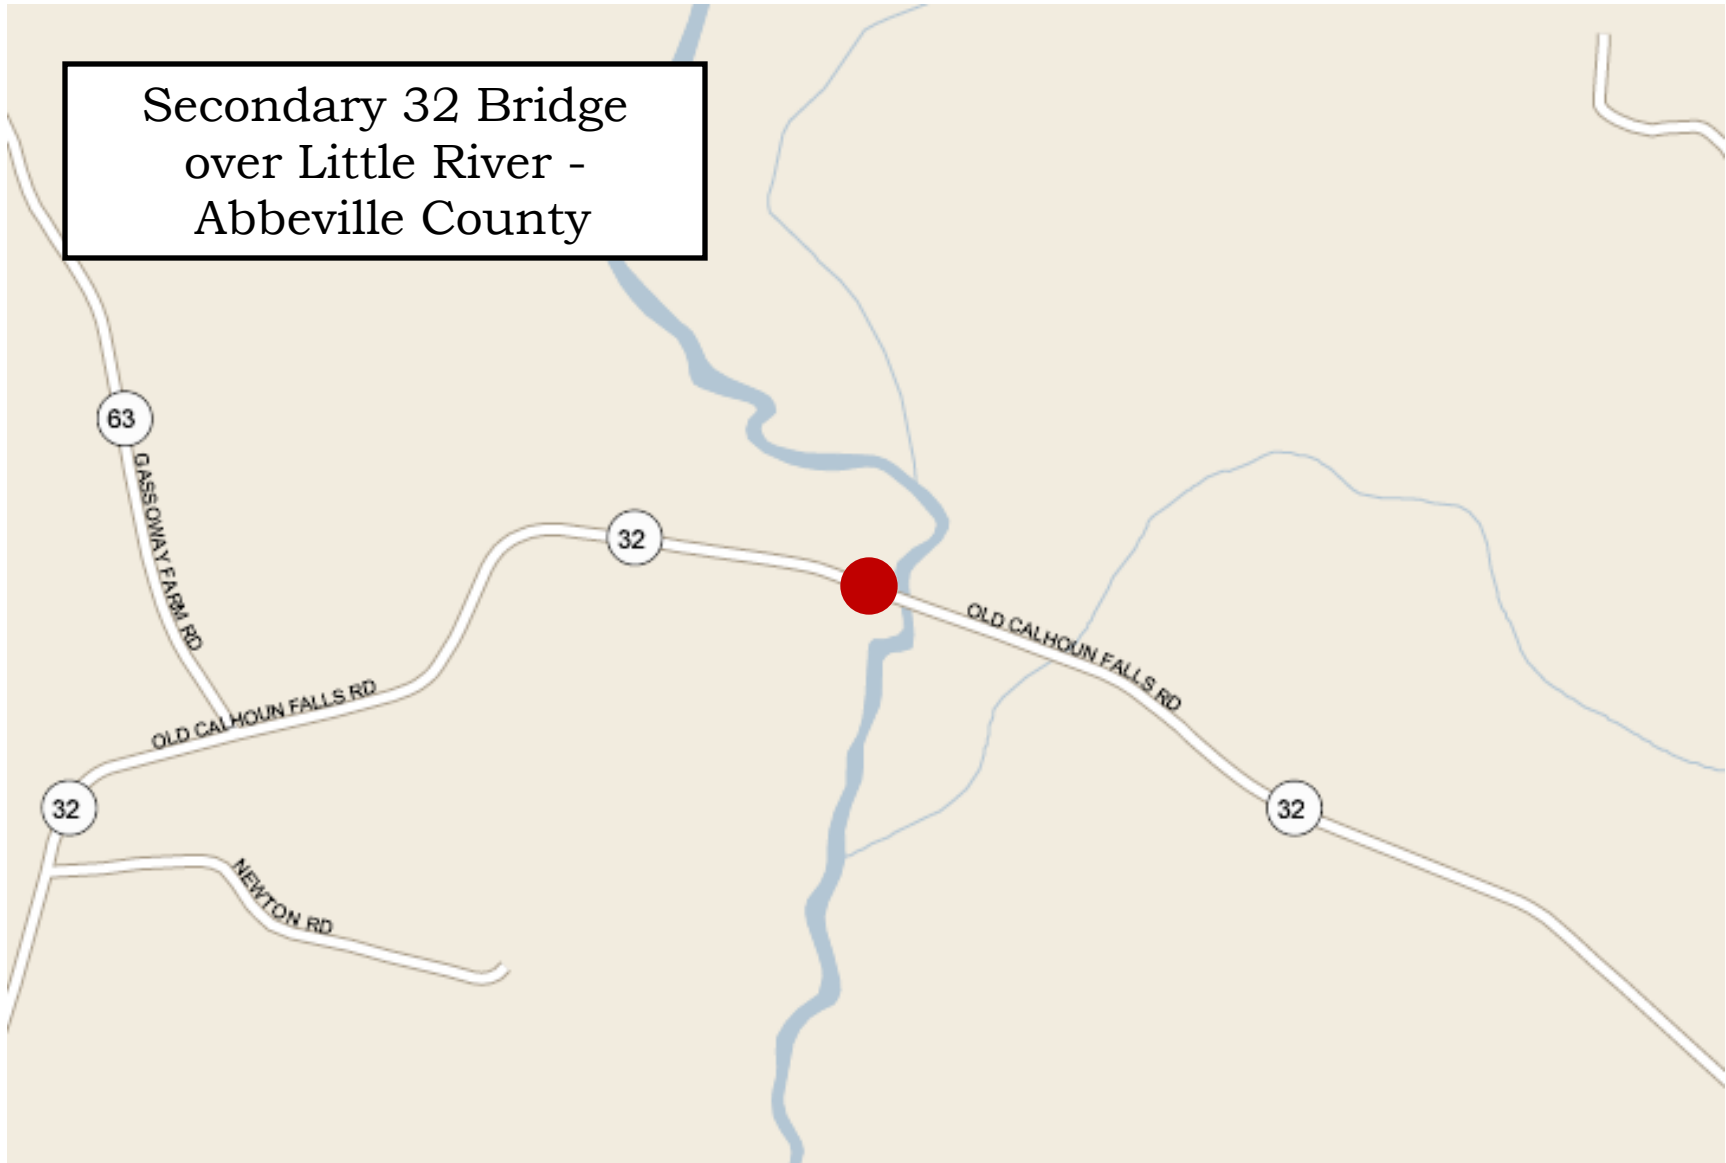 Secondary 32 Bridge
over Little River -
Abbeville County
63
GASSOWAY FARM RD
32
OLD CALHOUN FALLS RD
OLD CALHOUN FALLS RD
32
32
NEWTON RD